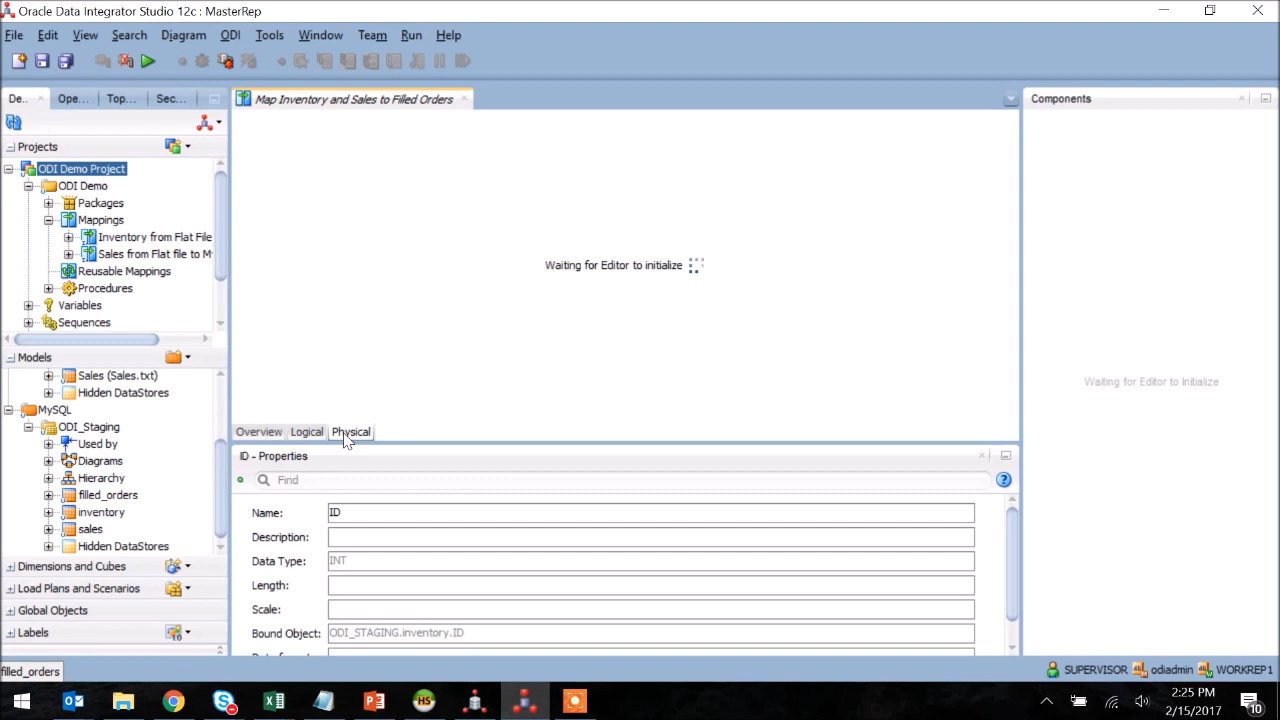 Oracle Data Integrator Studio 12c : MasterRep
File Edit View Search Diagram ODI Tools Window Team Run Help
De... Ope... Top... Sec...
Map Inventory and Sales to Filled Orders
Components
Projects
ODI Demo Project
ODI Demo
Packages
Mappings
Inventory from Flat File
Sales from Flat file to M
Reusable Mappings
Procedures
Variables
Sequences
Waiting for Editor to initialize
Waiting for Editor to Initialize
Models
Sales (Sales.txt)
Hidden DataStores
MySQL
ODI_Staging
Used by
Diagrams
Hierarchy
filled_orders
inventory
sales
Hidden DataStores
Dimensions and Cubes
Load Plans and Scenarios
Global Objects
Labels
Overview Logical Physical
ID - Properties
Find
Name: ID
Description:
Data Type: INT
Length:
Scale:
Bound Object: ODI_STAGING.inventory.ID
filled_orders
SUPERVISOR odiadmin WORKREP1
2:25 PM
2/15/2017
10